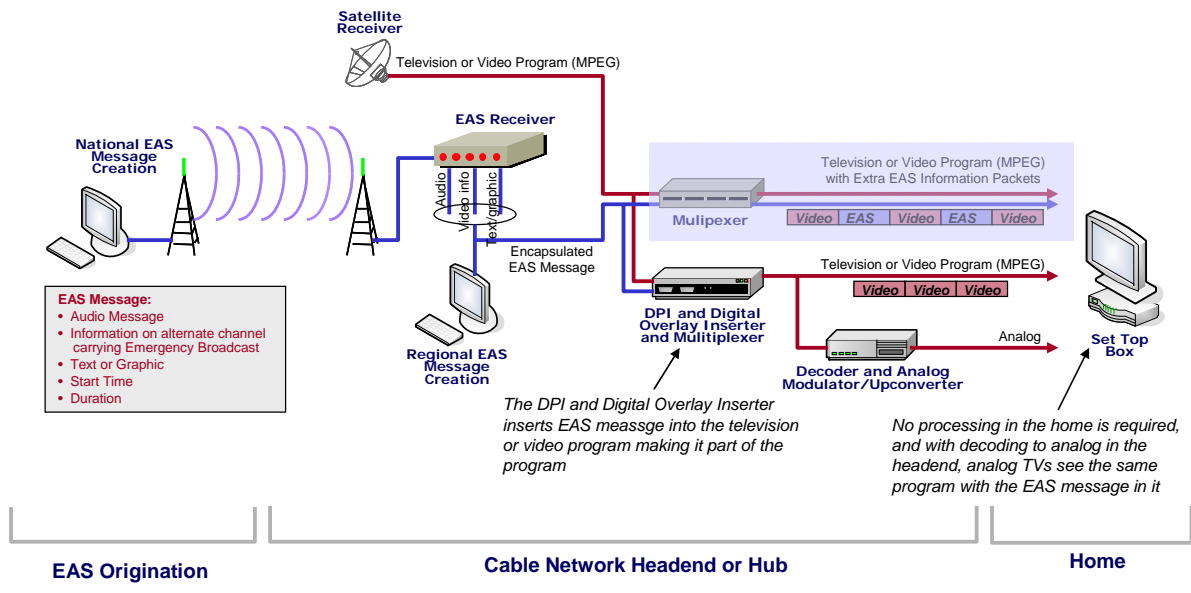 Satellite
Receiver
Television or Video Program (MPEG)
EAS Receiver
National EAS
Message
Creation
Audio
Video info
Text/graphic
Television or Video Program (MPEG)
with Extra EAS Information Packets
Mulipexer
Video EAS Video EAS Video
Encapsulated
EAS Message
Television or Video Program (MPEG)
Video Video Video
EAS Message:
• Audio Message
• Information on alternate channel
carrying Emergency Broadcast
• Text or Graphic
• Start Time
• Duration
Regional EAS
Message
Creation
DPI and Digital
Overlay Inserter
and Mulitiplexer
Analog
Decoder and Analog
Modulator/Upconverter
Set Top
Box
The DPI and Digital Overlay Inserter
inserts EAS meassge into the television
or video program making it part of the
program
No processing in the home is required,
and with decoding to analog in the
headend, analog TVs see the same
program with the EAS message in it
EAS Origination
Cable Network Headend or Hub
Home